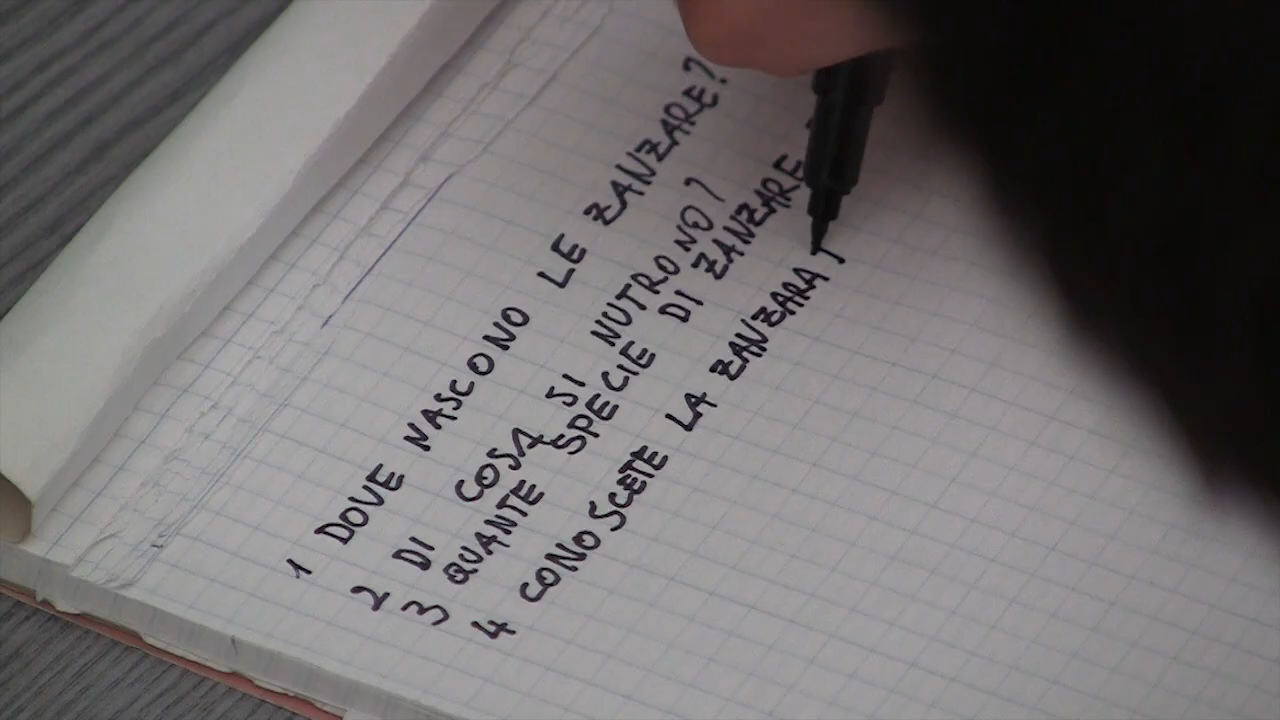 1 DOVE NASCONO LE ZANZARE?
2 DI COSA SI NUTRONO?
3 QUANTE SPECIE DI ZANZARE
4 CONOSCETE LA ZANZARA T